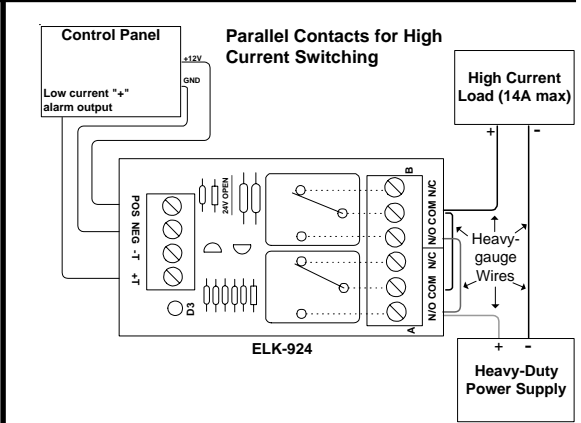 Parallel Contacts for High
Current Switching
Control Panel
+12V
GND
Low current "+"
alarm output
High Current
Load (14A max)
+ -
POS NEG -T +T
24V OPEN
D3
B
N/O COM N/C
N/O COM N/C
A
Heavy-
gauge
Wires
ELK-924
+ -
Heavy-Duty
Power Supply